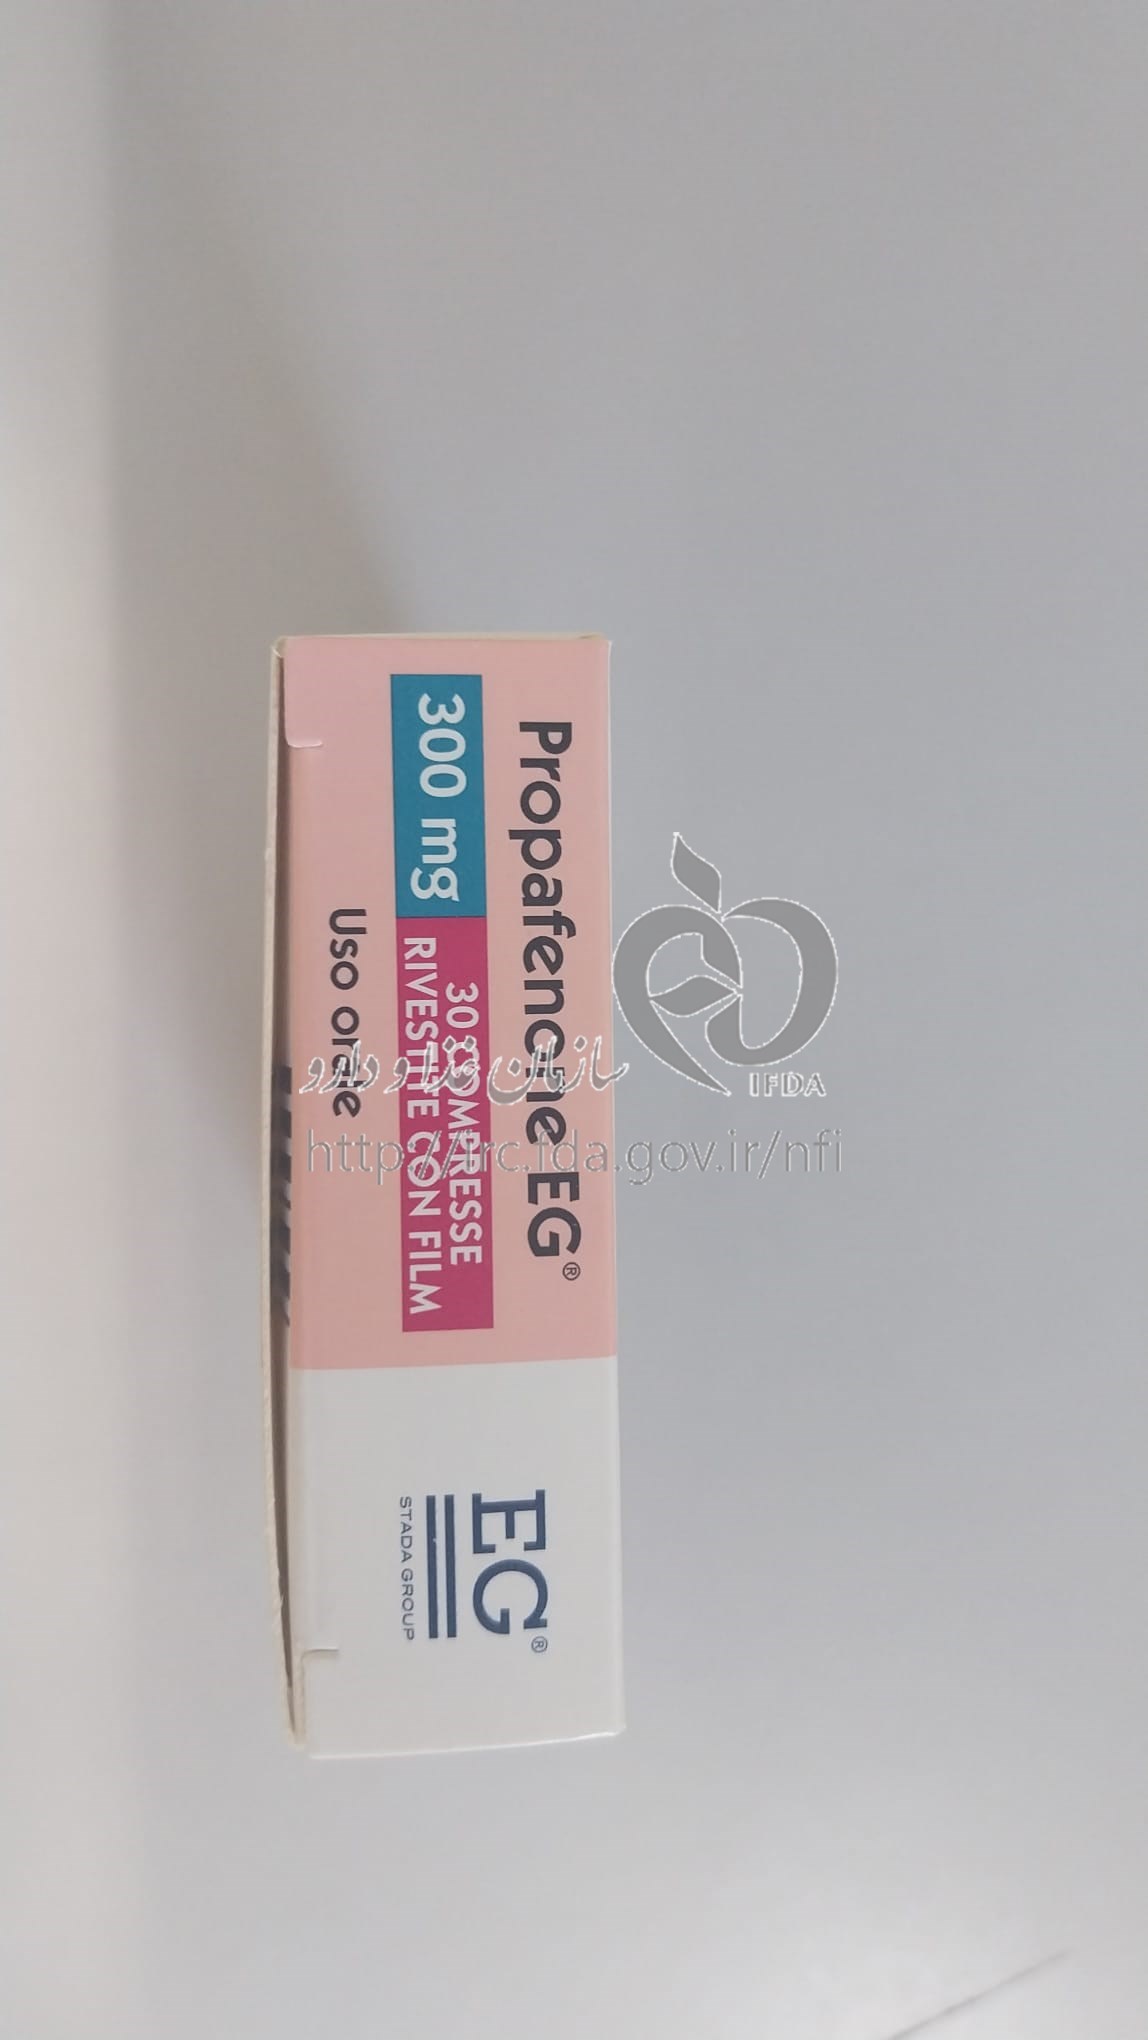 Propafenone EG®
300 mg
30 COMPRESSE
RIVESTITE CON FILM
Uso orale
EG®
STADA GROUP
IFDA
سازمان غذا و دارو
http://irc.fda.gov.ir/nfi